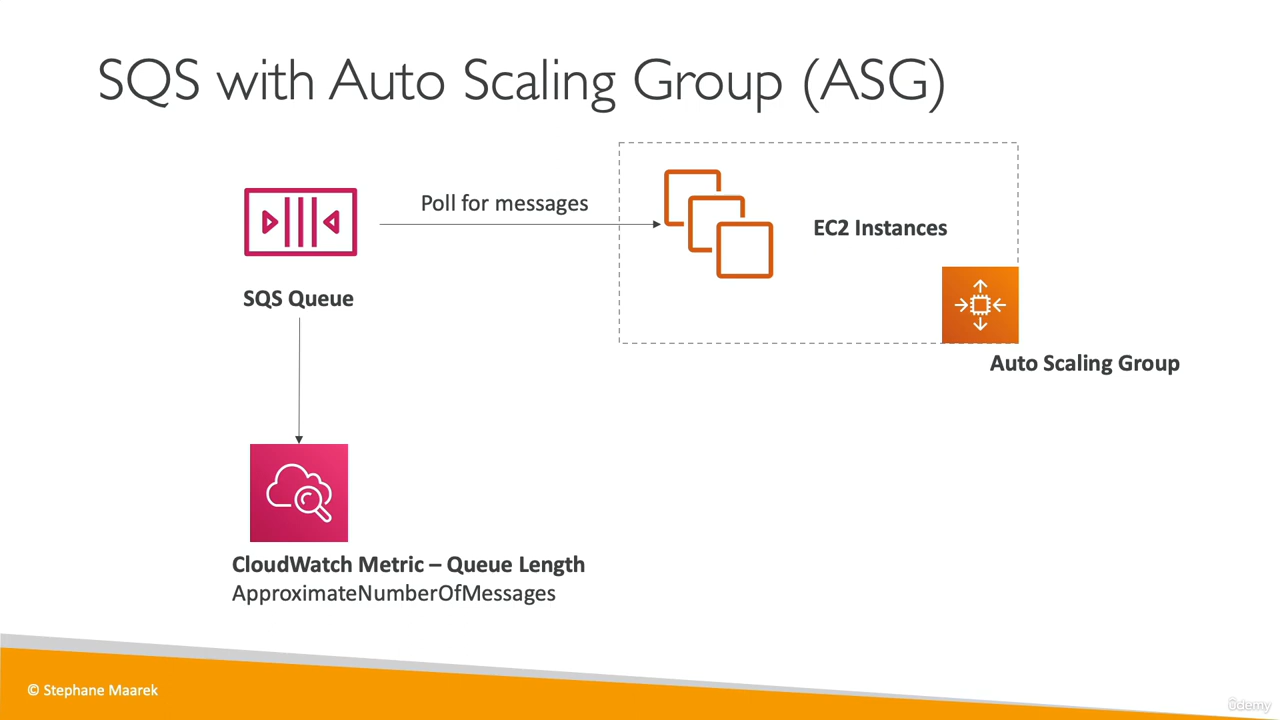 SQS with Auto Scaling Group (ASG)
Poll for messages
EC2 Instances
SQS Queue
Auto Scaling Group
CloudWatch Metric – Queue Length
ApproximateNumberOfMessages
© Stephane Maarek
ûdemy